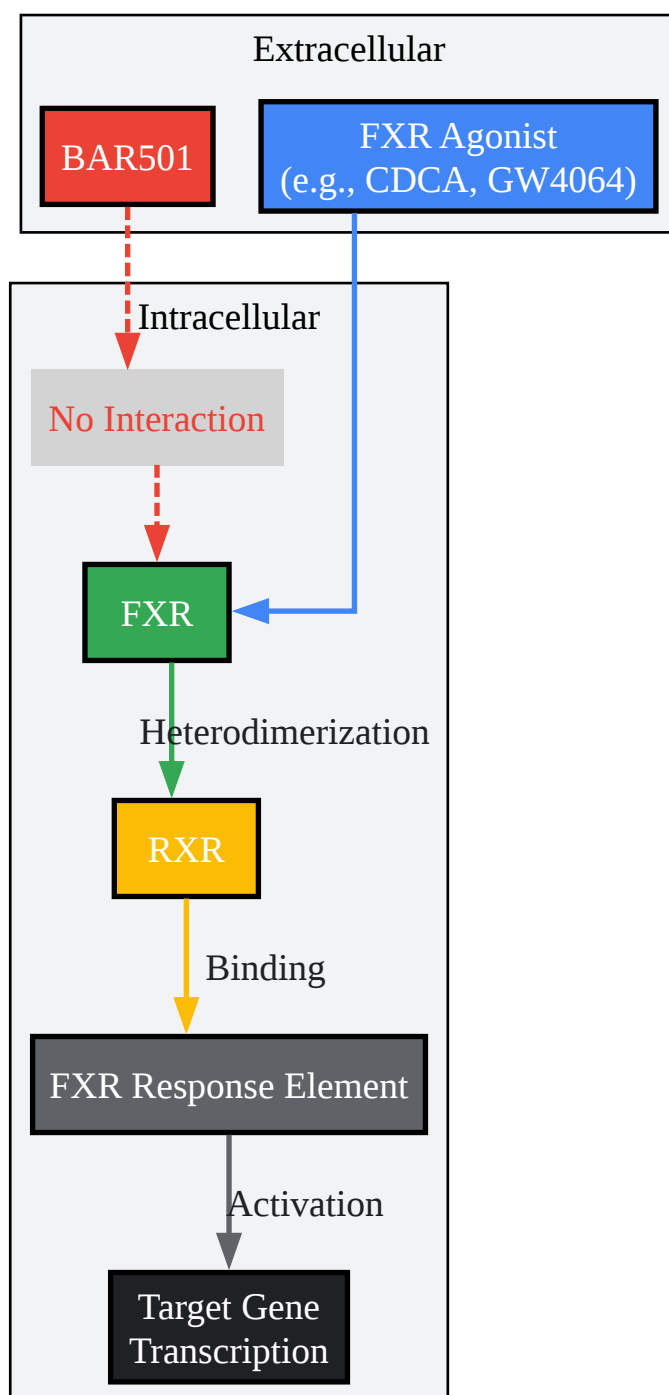 Extracellular
BAR501
FXR Agonist
(e.g., CDCA, GW4064)
Intracellular
No Interaction
FXR
Heterodimerization
RXR
Binding
FXR Response Element
Activation
Target Gene
Transcription